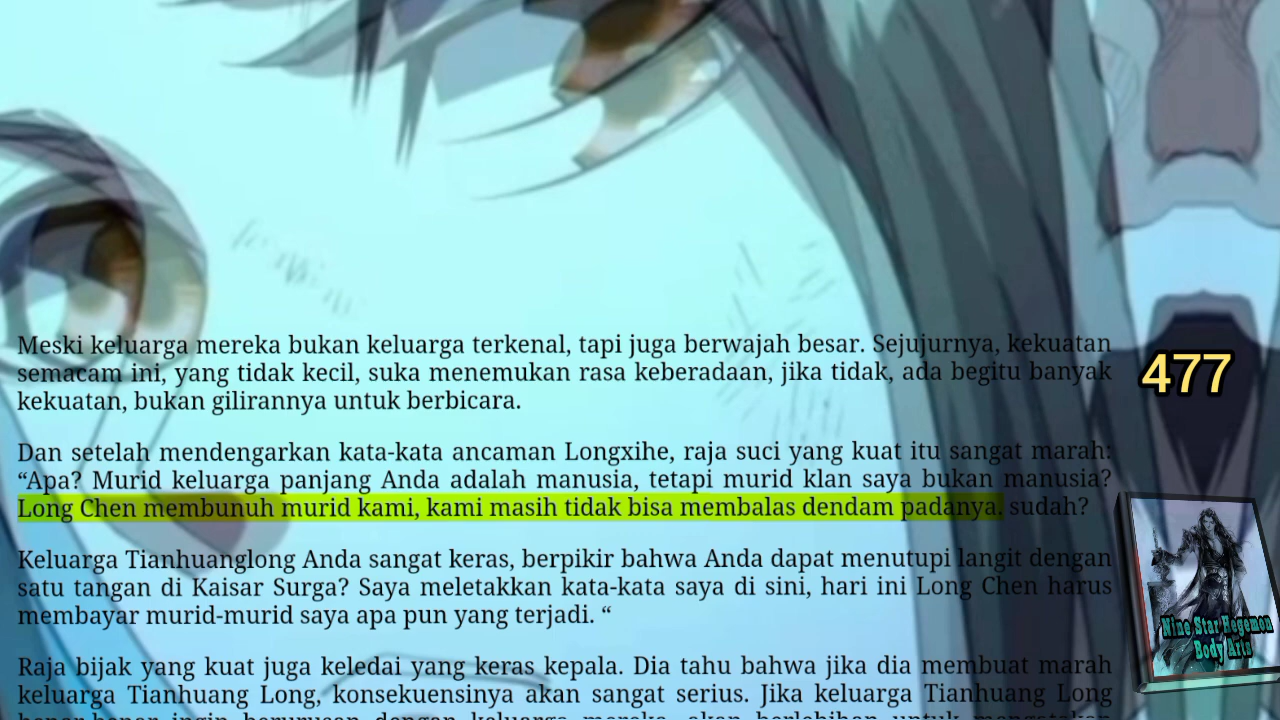 Meski keluarga mereka bukan keluarga terkenal, tapi juga berwajah besar. Sejujurnya, kekuatan
semacam ini, yang tidak kecil, suka menemukan rasa keberadaan, jika tidak, ada begitu banyak
kekuatan, bukan gilirannya untuk berbicara.
Dan setelah mendengarkan kata-kata ancaman Longxihe, raja suci yang kuat itu sangat marah:
“Apa? Murid keluarga panjang Anda adalah manusia, tetapi murid klan saya bukan manusia?
Long Chen membunuh murid kami, kami masih tidak bisa membalas dendam padanya. sudah?
Keluarga Tianhuanglong Anda sangat keras, berpikir bahwa Anda dapat menutupi langit dengan
satu tangan di Kaisar Surga? Saya meletakkan kata-kata saya di sini, hari ini Long Chen harus
membayar murid-murid saya apa pun yang terjadi. “
Raja bijak yang kuat juga keledai yang keras kepala. Dia tahu bahwa jika dia membuat marah
keluarga Tianhuang Long, konsekuensinya akan sangat serius. Jika keluarga Tianhuang Long
477
Nine Star Hegemon
Body Arts